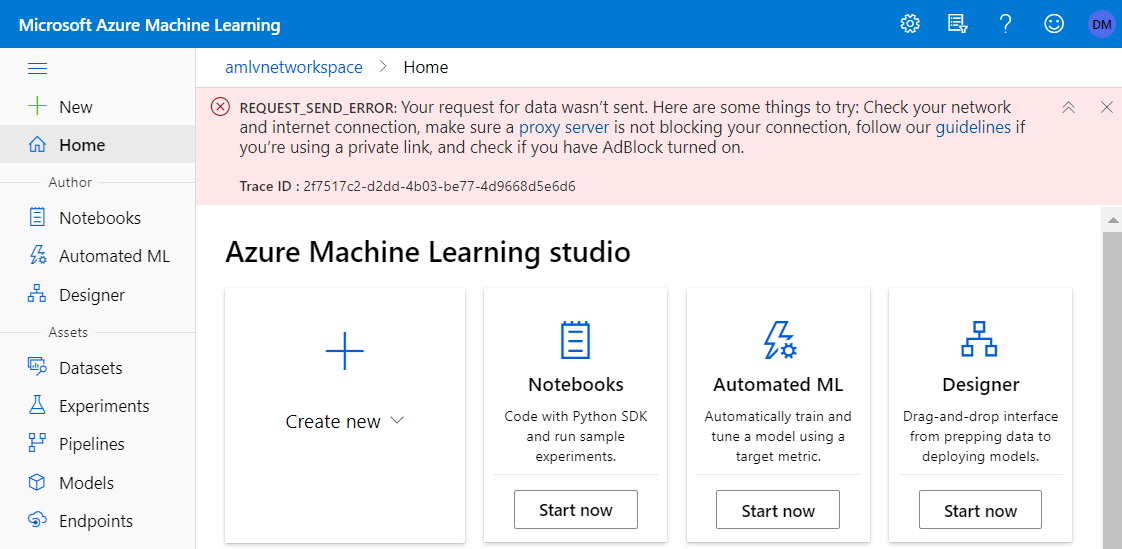 Microsoft Azure Machine Learning
DM
amlvnetworkspace > Home
New
Home
Author
Notebooks
Automated ML
Designer
Assets
Datasets
Experiments
Pipelines
Models
Endpoints
REQUEST_SEND_ERROR: Your request for data wasn’t sent. Here are some things to try: Check your network
and internet connection, make sure a proxy server is not blocking your connection, follow our guidelines if
you’re using a private link, and check if you have AdBlock turned on.
Trace ID : 2f7517c2-d2dd-4b03-be77-4d9668d5e6d6
Azure Machine Learning studio
Create new
Notebooks
Code with Python SDK
and run sample
experiments.
Start now
Automated ML
Automatically train and
tune a model using a
target metric.
Start now
Designer
Drag-and-drop interface
from prepping data to
deploying models.
Start now